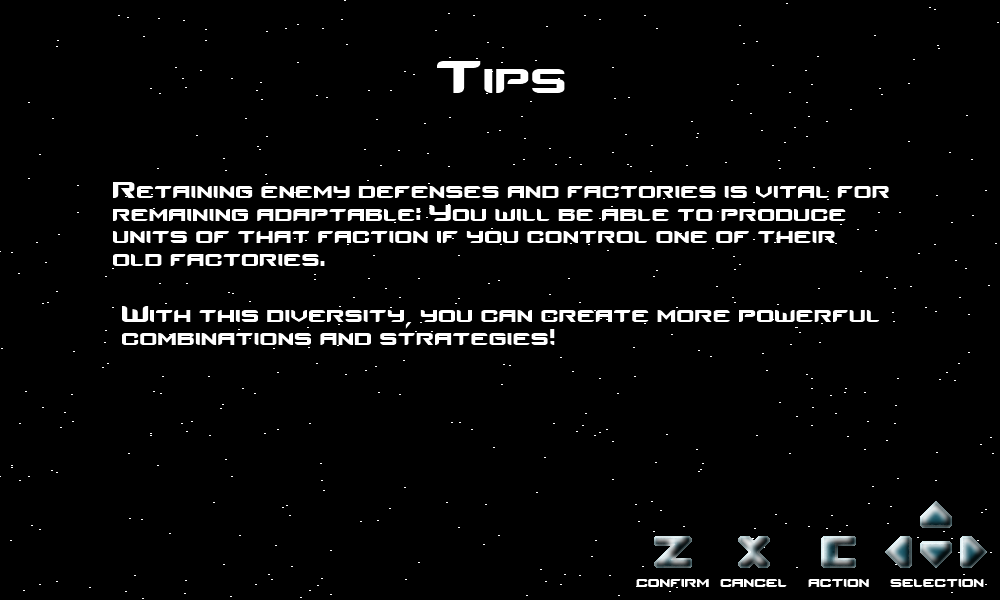 Tips
Retaining enemy defenses and factories is vital for
remaining adaptable: You will be able to produce
units of that faction if you control one of their
old factories.
With this diversity, you can create more powerful
combinations and strategies!
Z X C
Confirm Cancel Action Selection